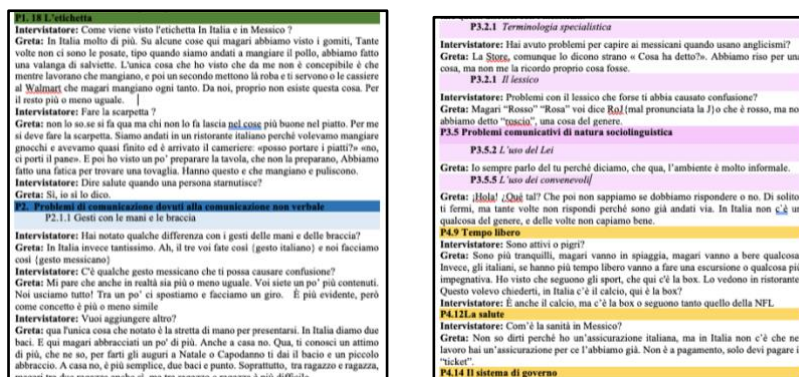 P1. 18 L'etichetta
Intervistatore: Come viene visto l'etichetta In Italia e in Messico ?
Greta: In Italia molto di più. Su alcune cose qui magari abbiamo visto i gomiti, Tante
volte non ci sono le posate, tipo quando siamo andati a mangiare il pollo, abbiamo fatto
una valanga di salviette. L'unica cosa che ho visto che da me non è concepibile è che
mentre lavorano che mangiano, e poi un secondo mettono là roba e ti servono o le cassiere
al Walmart che magari mangiano ogni tanto. Da noi, proprio non esiste questa cosa. Per
il resto più o meno uguale.
Intervistatore: Fare la scarpetta ?
Greta: non lo so se si fa qua ma chi non lo fa lascia nel cose più buone nel piatto. Per me
si deve fare la scarpetta. Siamo andati in un ristorante italiano perché volevamo mangiare
gnocchi e avevamo quasi finito ed è arrivato il cameriere: «posso portare i piatti?» «no,
ci porti il pane». E poi ho visto un po' preparare la tavola, che non la preparano, Abbiamo
fatto una fatica per trovare una tovaglia. Hanno questo e che mangiano e puliscono.
Intervistatore: Dire salute quando una persona starnutisce?
Greta: Sì, io sì lo dico.
P2. Problemi di comunicazione dovuti alla comunicazione non verbale
P2.1.1 Gesti con le mani e le braccia
Intervistatore: Hai notato qualche differenza con i gesti delle mani e delle braccia?
Greta: In Italia invece tantissimo. Ah, il tre voi fate così {gesto italiano} e noi facciamo
così {gesto messicano}
Intervistatore: C'è qualche gesto messicano che ti possa causare confusione?
Greta: Mi pare che anche in realtà sia più o meno uguale. Voi siete un po' più contenuti.
Noi usciamo tutto! Tra un po' ci spostiamo e facciamo un giro. È più evidente, però
come concetto è più o meno simile
Intervistatore: Vuoi aggiungere altro?
Greta: qua l'unica cosa che notato è la stretta di mano per presentarsi. In Italia diamo due
baci. E qui magari abbracciati un po' di più. Anche a casa no. Qua, ti conosci un attimo
di più, che ne so, per farti gli auguri a Natale o Capodanno ti dai il bacio e un piccolo
abbraccio. A casa no, è più semplice, due baci e punto. Soprattutto, tra ragazzo e ragazza,
P3.2.1 Terminologia specialistica
Intervistatore: Hai avuto problemi per capire ai messicani quando usano anglicismi?
Greta: La Store, comunque lo dicono strano « Cosa ha detto?». Abbiamo riso per una
cosa, ma non me la ricordo proprio cosa fosse.
P3.2.1 Il lessico
Intervistatore: Problemi con il lessico che forse ti abbia causato confusione?
Greta: Magari "Rosso" "Rosa" voi dice RoJ {mal pronunciata la J}o che è rosso, ma no
abbiamo detto "roscio", una cosa del genere.
P3.5 Problemi comunicativi di natura sociolinguistica
P3.5.2 L'uso del Lei
Greta: Io sempre parlo del tu perché diciamo, che qua, l'ambiente è molto informale.
P3.5.5 L'uso dei convenevoli
Greta: ¡Hola! ¿Qué tal? Che poi non sappiamo se dobbiamo rispondere o no. Di solito
ti fermi, ma tante volte non rispondi perché sono già andati via. In Italia non c'è un
qualcosa del genere, e delle volte non capiamo bene.
P4.9 Tempo libero
Intervistatore: Sono attivi o pigri?
Greta: Sono più tranquilli, magari vanno in spiaggia, magari vanno a bere qualcosa
Invece, gli italiani, se hanno più tempo libero vanno a fare una escursione o qualcosa più
impegnativa. Ho visto che seguono gli sport, che qui c'è la box. Lo vedono in ristorante
Questo volevo chiederti, in Italia c'è il calcio, qui è la box?
Intervistatore: È anche il calcio, ma c'è la box o seguono tanto quello della NFL
P4.12La salute
Intervistatore: Com'è la sanità in Messico?
Greta: Non so dirti perché ho un'assicurazione italiana, ma in Italia non c'è che ne
lavoro hai un'assicurazione per ce l'abbiamo già. Non è a pagamento, solo devi pagare i
"ticket".
P4.14 Il sistema di governo